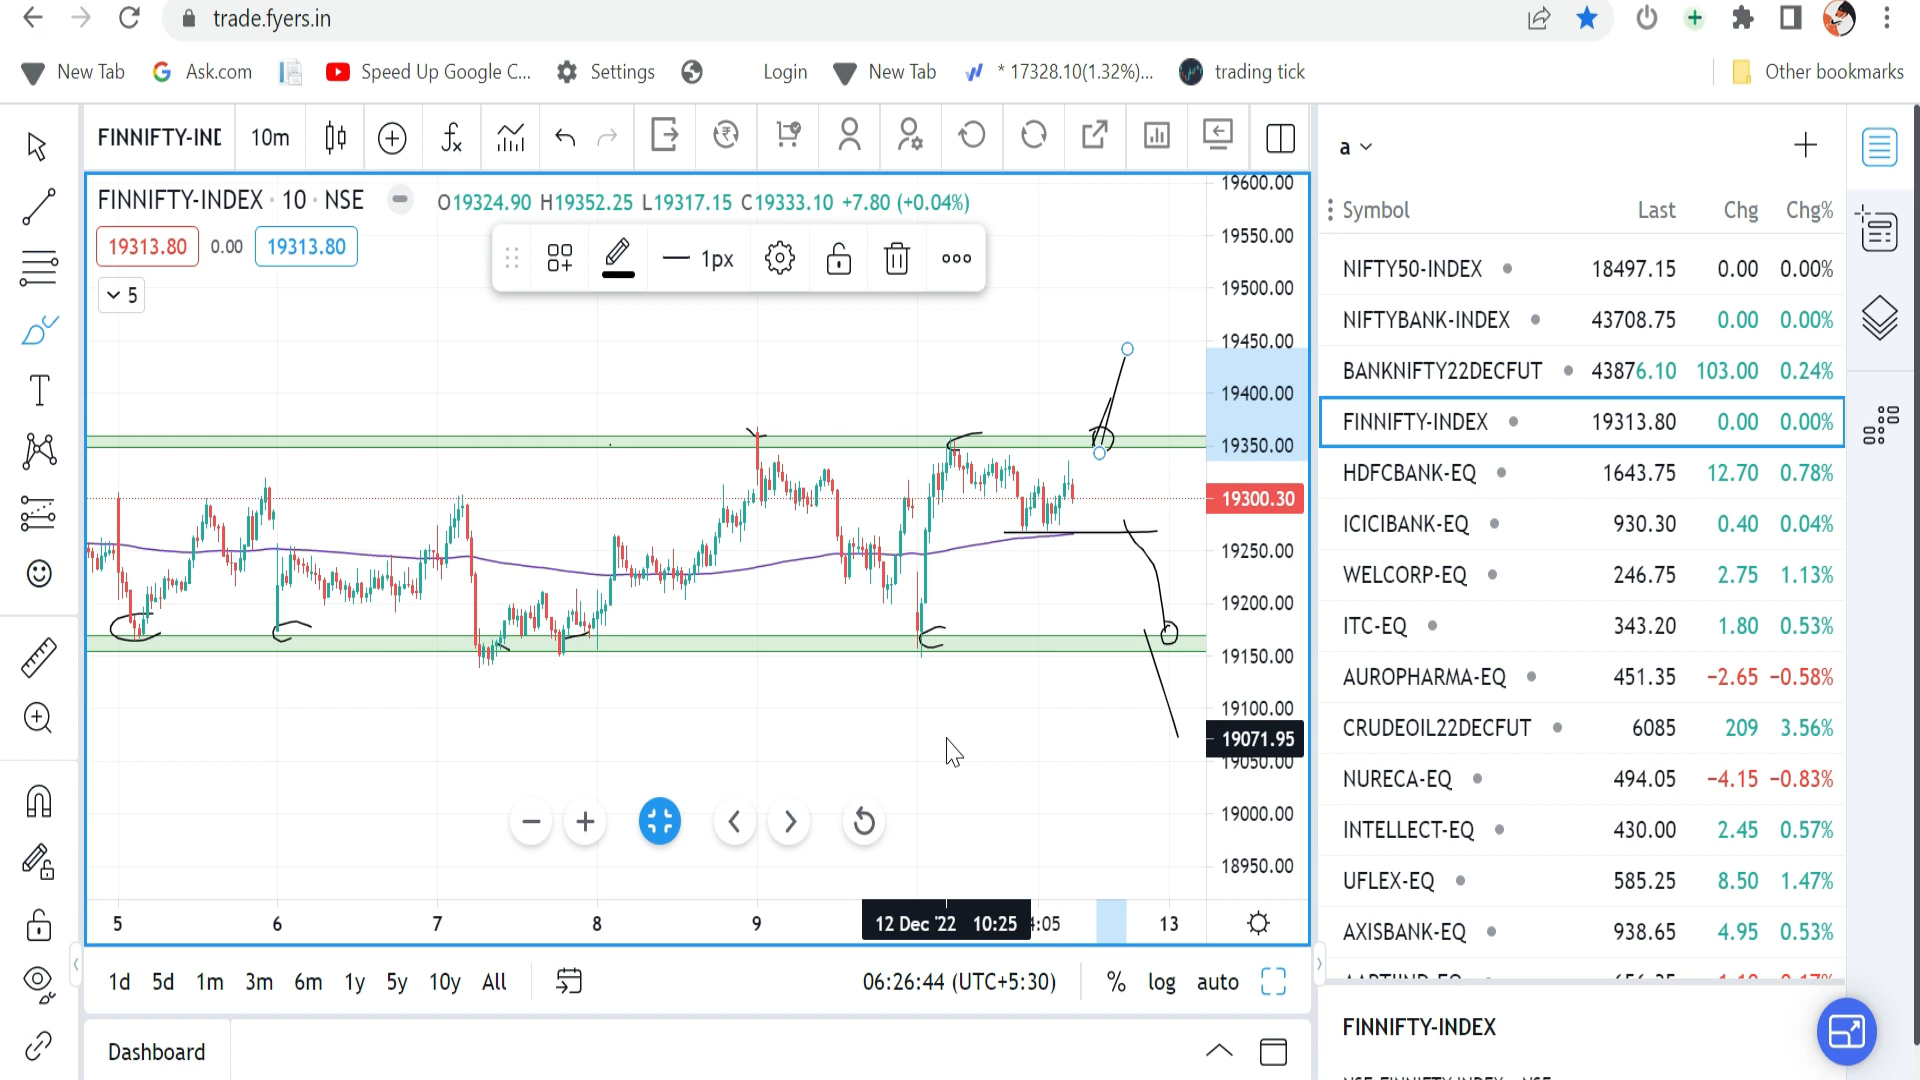 trade.fyers.in
New Tab Ask.com Speed Up Google C... Settings Login New Tab * 17328.10(1.32%)... trading tick Other bookmarks
FINNIFTY-IND 10m
FINNIFTY-INDEX · 10 · NSE O19324.90 H19352.25 L19317.15 C19333.10 +7.80 (+0.04%)
19313.80 0.00 19313.80
1px
5
19600.00
19550.00
19500.00
19450.00
19400.00
19350.00
19300.30
19250.00
19200.00
19150.00
19100.00
19071.95
19050.00
19000.00
18950.00
5 6 7 8 9 12 Dec '22 10:25 4:05 13
1d 5d 1m 3m 6m 1y 5y 10y All 06:26:44 (UTC+5:30) % log auto
Dashboard
a
Symbol Last Chg Chg%
NIFTY50-INDEX 18497.15 0.00 0.00%
NIFTYBANK-INDEX 43708.75 0.00 0.00%
BANKNIFTY22DECFUT 43876.10 103.00 0.24%
FINNIFTY-INDEX 19313.80 0.00 0.00%
HDFCBANK-EQ 1643.75 12.70 0.78%
ICICIBANK-EQ 930.30 0.40 0.04%
WELCORP-EQ 246.75 2.75 1.13%
ITC-EQ 343.20 1.80 0.53%
AUROPHARMA-EQ 451.35 −2.65 −0.58%
CRUDEOIL22DECFUT 6085 209 3.56%
NURECA-EQ 494.05 −4.15 −0.83%
INTELLECT-EQ 430.00 2.45 0.57%
UFLEX-EQ 585.25 8.50 1.47%
AXISBANK-EQ 938.65 4.95 0.53%
FINNIFTY-INDEX